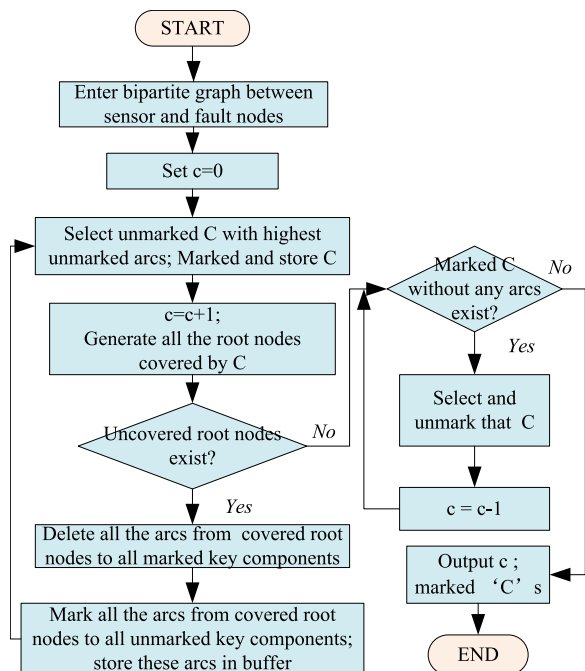 START
Enter bipartite graph between
sensor and fault nodes
Set c=0
Select unmarked C with highest
unmarked arcs; Marked and store C
c=c+1;
Generate all the root nodes
covered by C
Uncovered root nodes
exist?
No
Yes
Delete all the arcs from covered root
nodes to all marked key components
Mark all the arcs from covered root
nodes to all unmarked key components;
store these arcs in buffer
Marked C
without any arcs
exist?
No
Yes
Select and
unmark that C
c = c-1
Output c ;
marked ‘C’ s
END